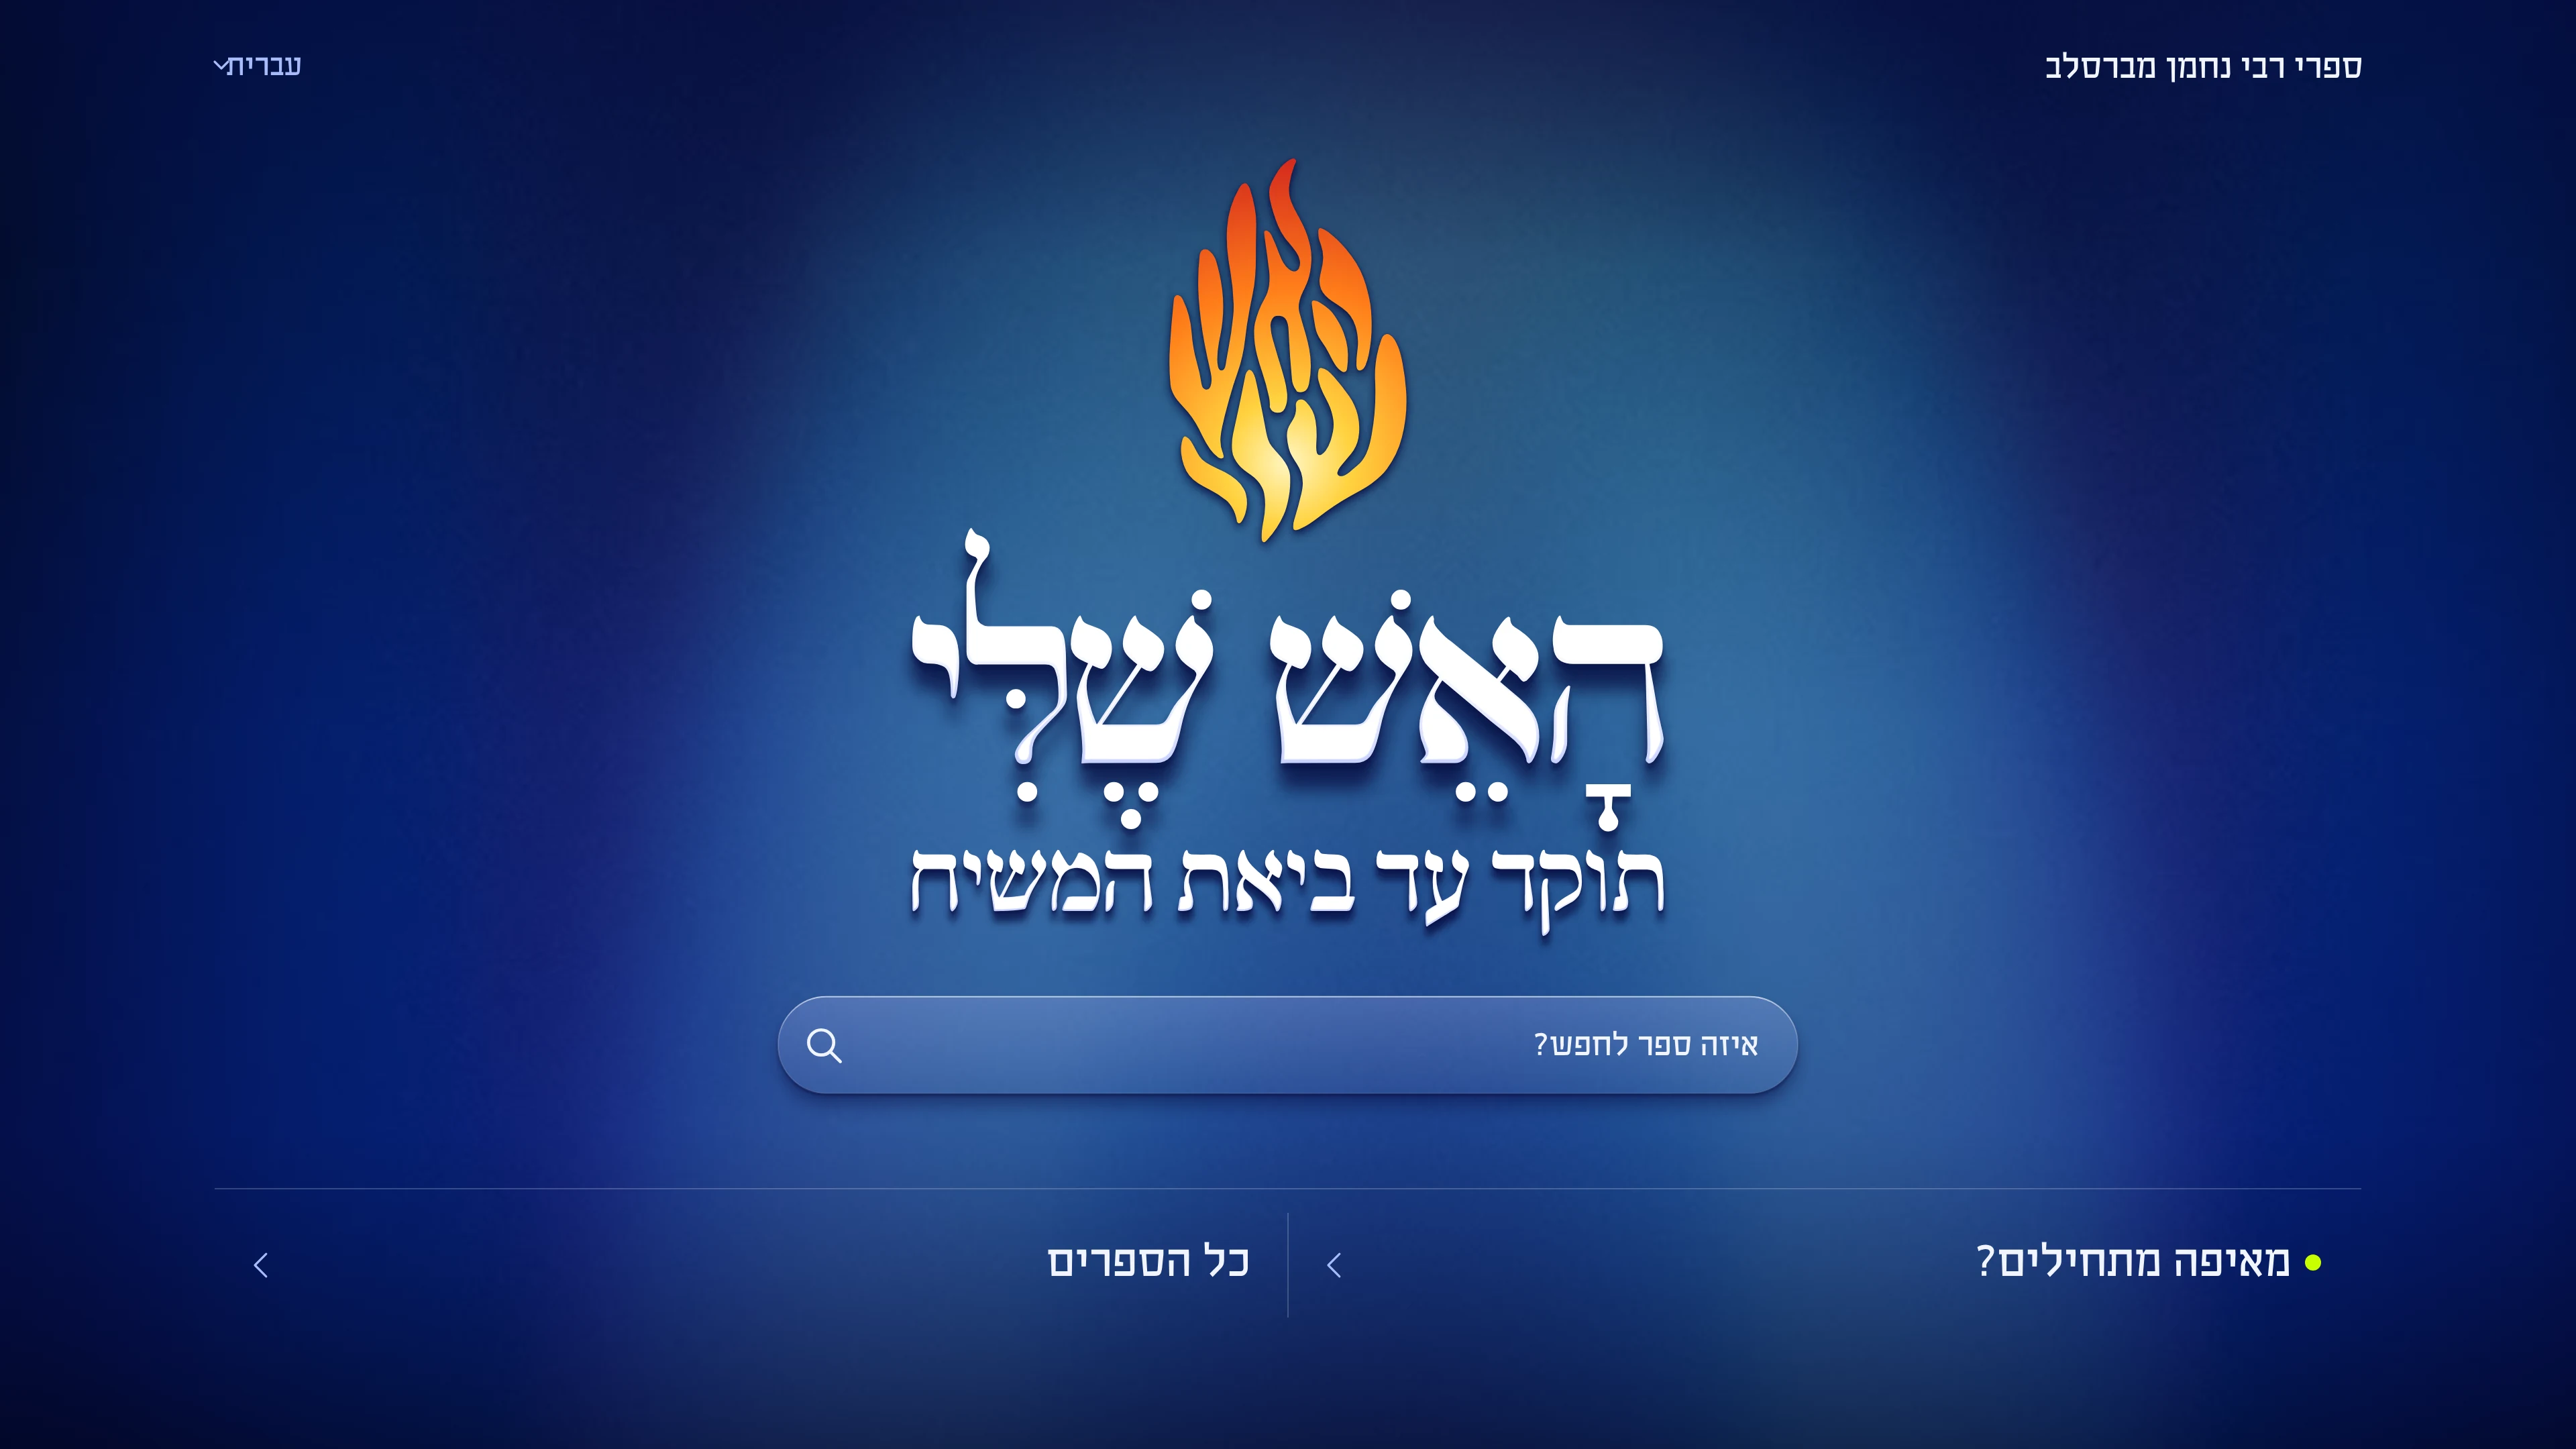 ספרי רבי נחמן מברסלב
עברית
הָאֵשׁ שֶׁלִּי
תוקד עד ביאת המשיח
איזה ספר לחפש?
מאיפה מתחילים?
כל הספרים